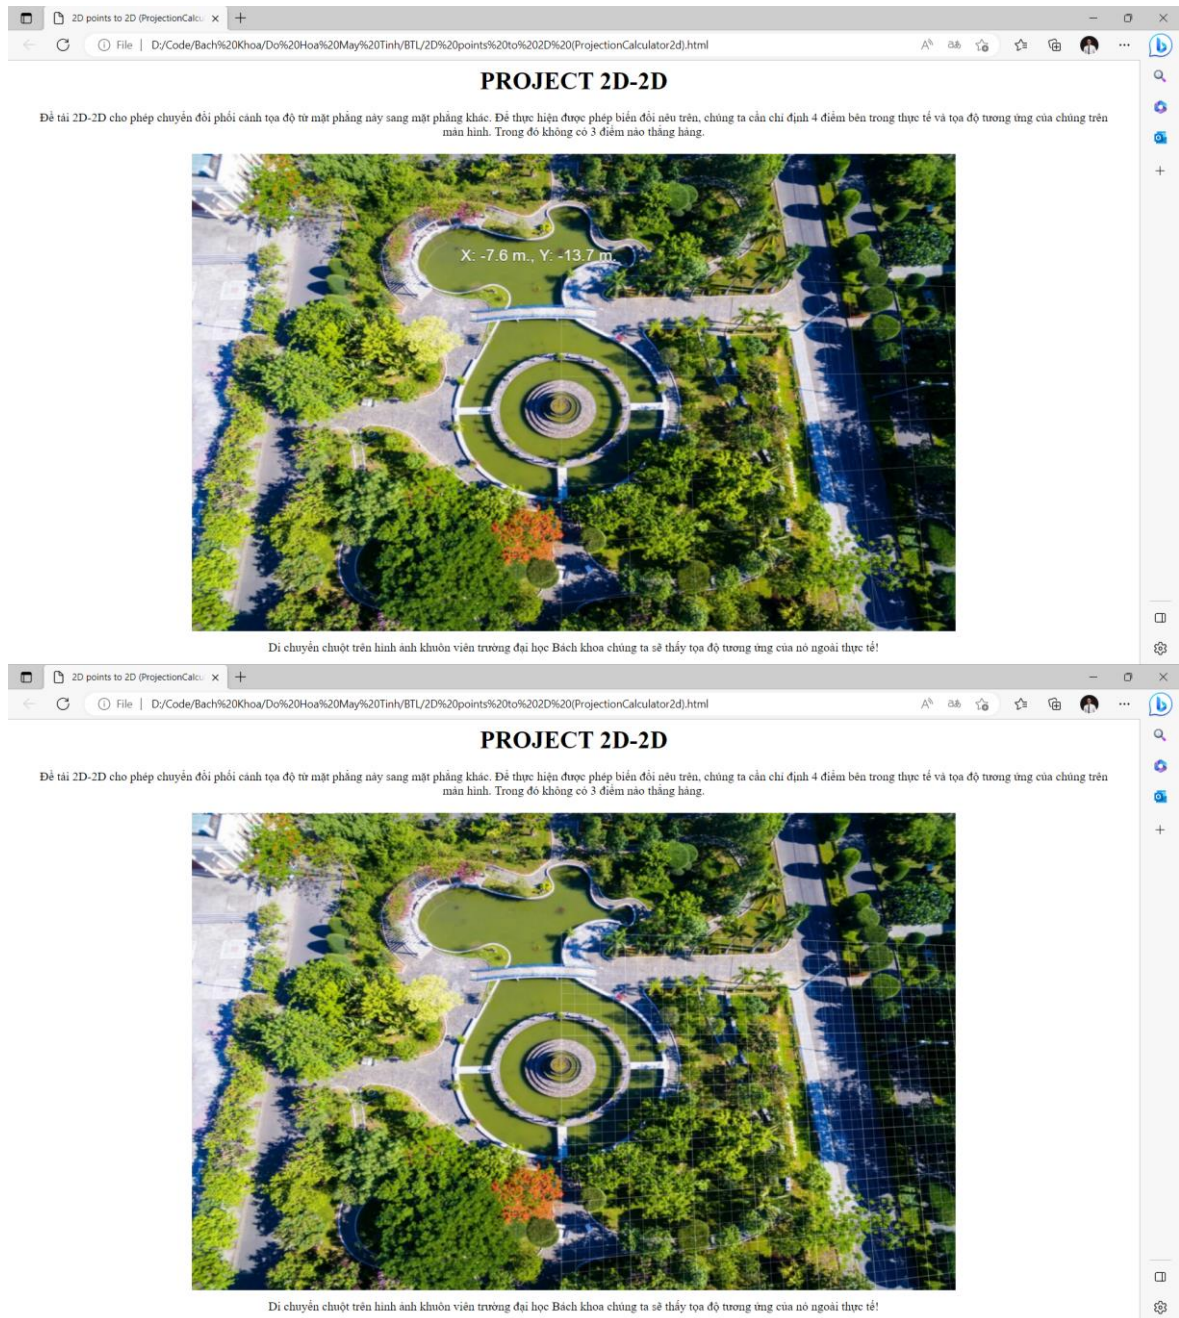 2D points to 2D (ProjectionCalcu
File | D:/Code/Bach%20Khoa/Do%20Hoa%20May%20Tinh/BTL/2D%20points%20to%202D%20(ProjectionCalculator2d).html
PROJECT 2D-2D
Đề tài 2D-2D cho phép chuyển đổi phối cảnh tọa độ từ mặt phẳng này sang mặt phẳng khác. Để thực hiện được phép biến đổi nêu trên, chúng ta cần chỉ định 4 điểm bên trong thực tế và tọa độ tương ứng của chúng trên
màn hình. Trong đó không có 3 điểm nào thẳng hàng.
X: -7.6 m., Y: -13.7 m.
Di chuyển chuột trên hình ảnh khuôn viên trường đại học Bách khoa chúng ta sẽ thấy tọa độ tương ứng của nó ngoài thực tế!
2D points to 2D (ProjectionCalcu
File | D:/Code/Bach%20Khoa/Do%20Hoa%20May%20Tinh/BTL/2D%20points%20to%202D%20(ProjectionCalculator2d).html
PROJECT 2D-2D
Đề tài 2D-2D cho phép chuyển đổi phối cảnh tọa độ từ mặt phẳng này sang mặt phẳng khác. Để thực hiện được phép biến đổi nêu trên, chúng ta cần chỉ định 4 điểm bên trong thực tế và tọa độ tương ứng của chúng trên
màn hình. Trong đó không có 3 điểm nào thẳng hàng.
Di chuyển chuột trên hình ảnh khuôn viên trường đại học Bách khoa chúng ta sẽ thấy tọa độ tương ứng của nó ngoài thực tế!